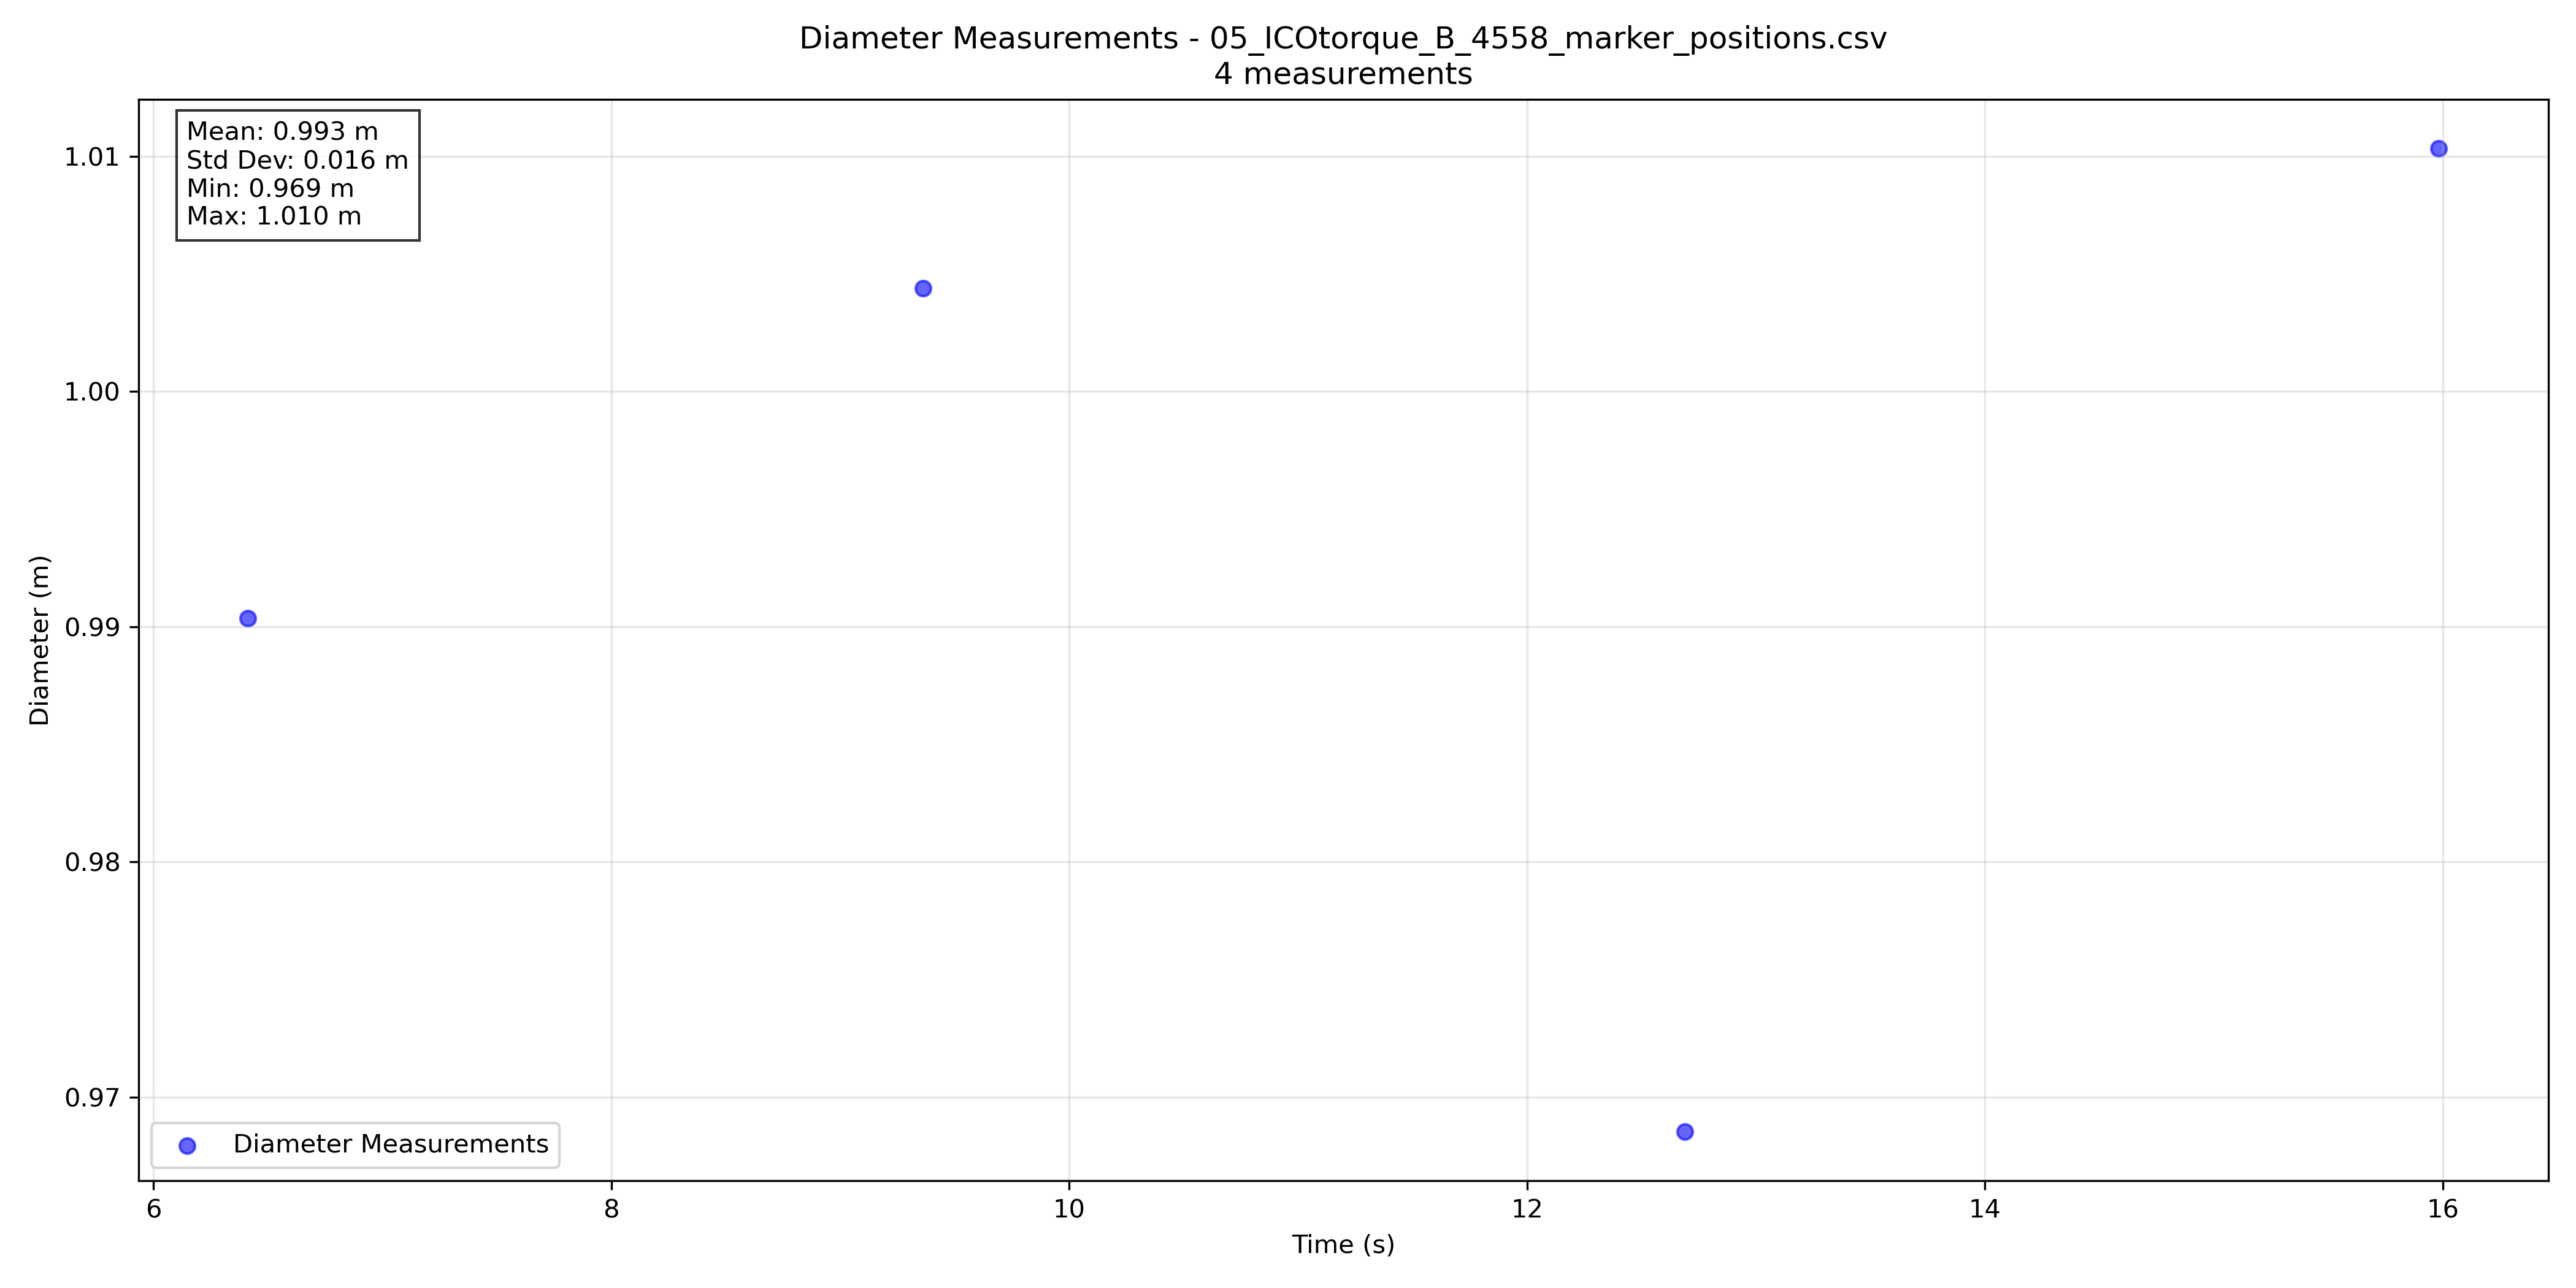 Diameter Measurements - 05_ICOtorque_B_4558_marker_positions.csv
4 measurements
Mean: 0.993 m
Std Dev: 0.016 m
Min: 0.969 m
Max: 1.010 m
1.01
1.00
0.99
0.98
0.97
Diameter (m)
Diameter Measurements
6 8 10 12 14 16
Time (s)